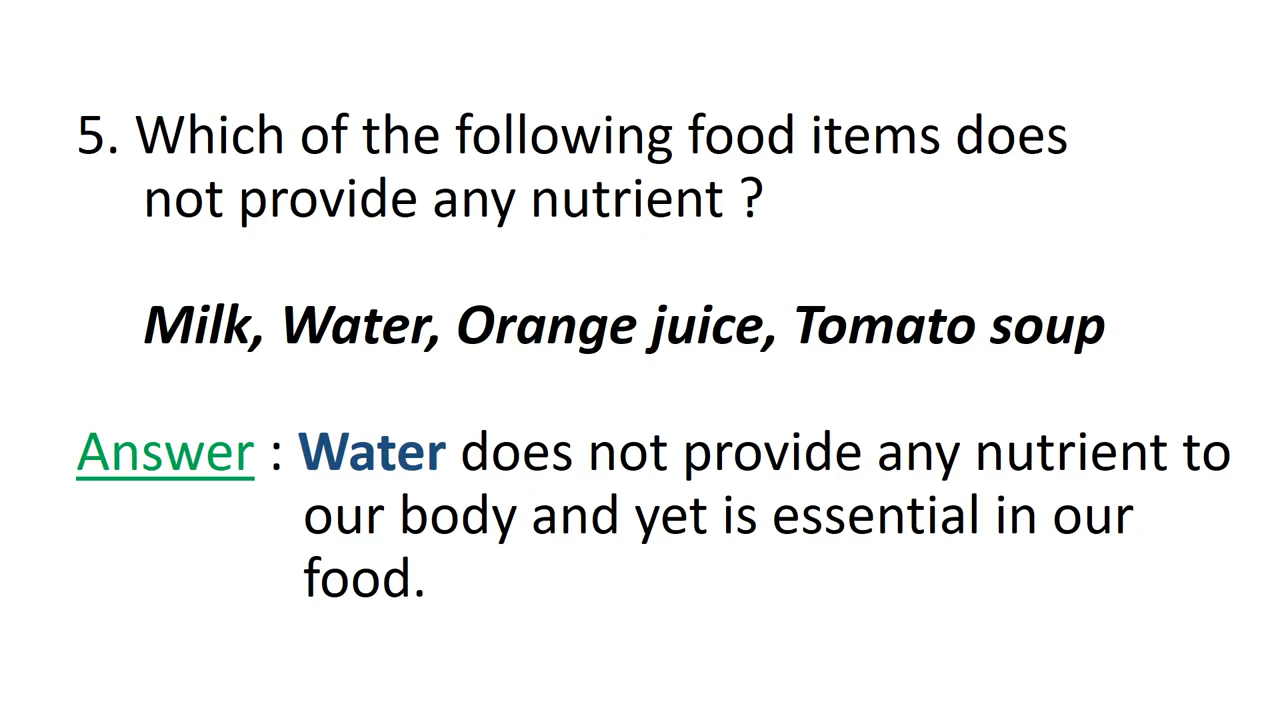 5. Which of the following food items does
not provide any nutrient ?
Milk, Water, Orange juice, Tomato soup
Answer : Water does not provide any nutrient to
our body and yet is essential in our
food.